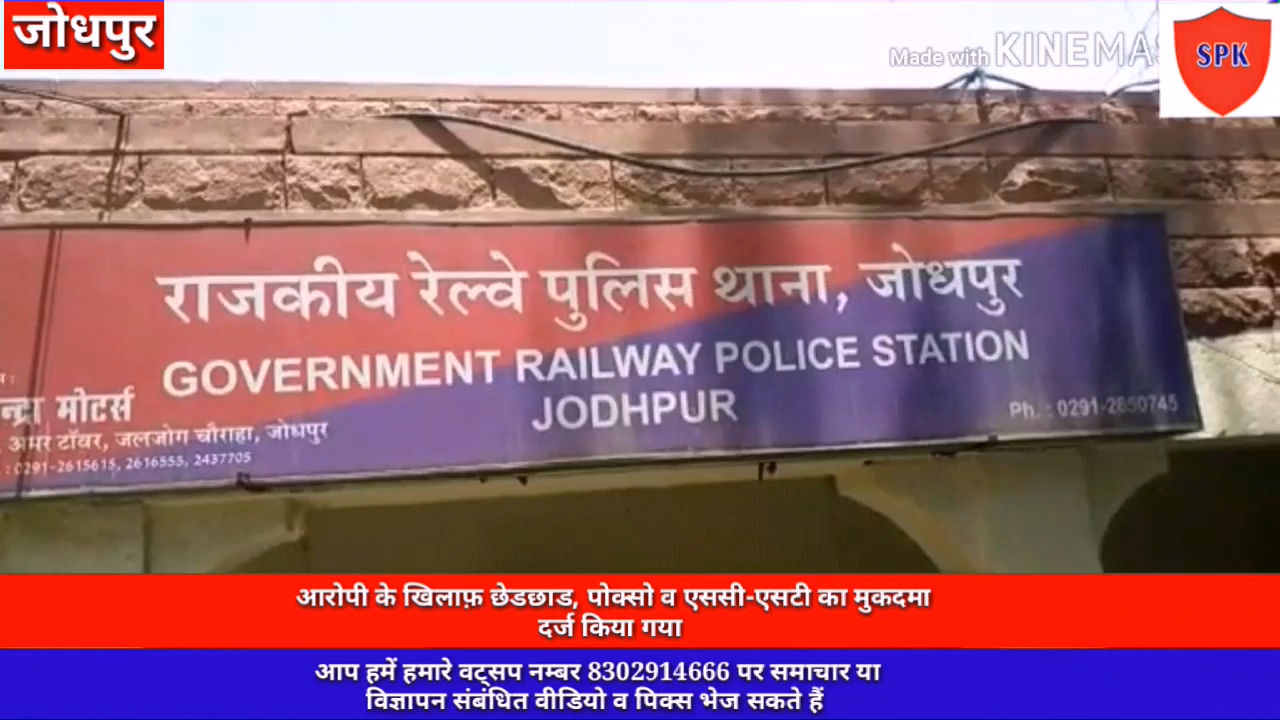 जोधपुर
Made with KINEMAS
SPK
राजकीय रेल्वे पुलिस थाना, जोधपुर
GOVERNMENT RAILWAY POLICE STATION
JODHPUR
Ph. : 0291-2650745
न्द्रा मोटर्स
अमर टॉवर, जलजोग चौराहा, जोधपुर
: 0291-2615615, 2616555, 2437705
आरोपी के खिलाफ़ छेडछाड, पोक्सो व एससी-एसटी का मुकदमा
दर्ज किया गया
आप हमें हमारे वट्सप नम्बर 8302914666 पर समाचार या
विज्ञापन संबंधित वीडियो व पिक्स भेज सकते हैं